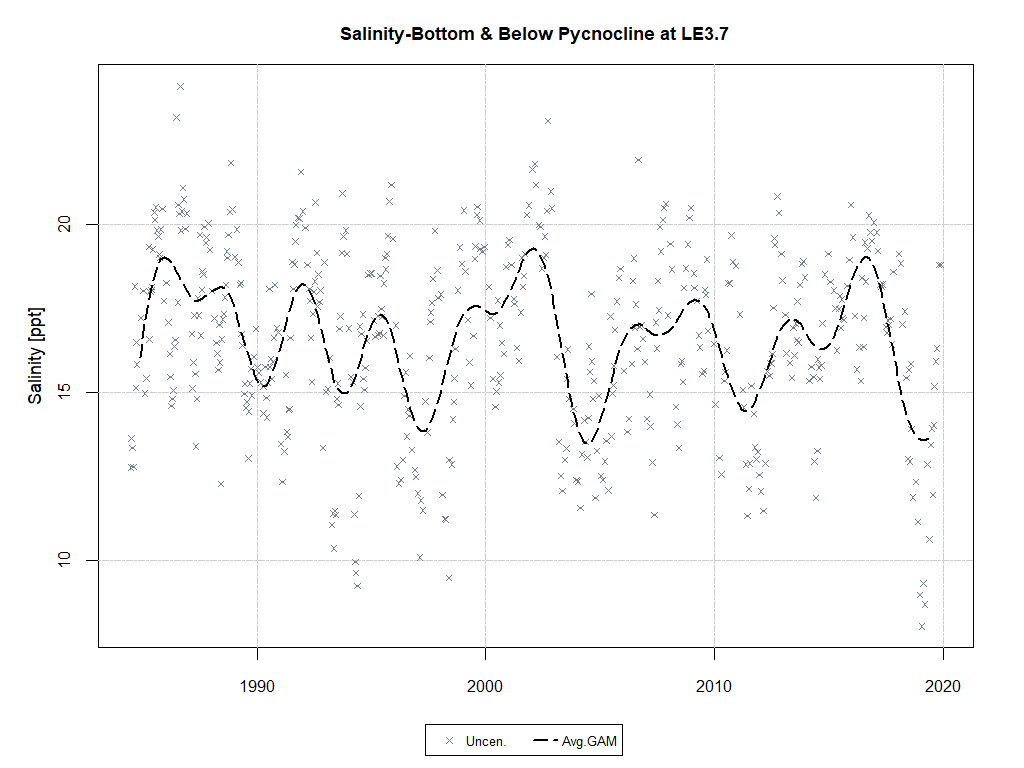 Salinity-Bottom & Below Pycnocline at LE3.7
Salinity [ppt]
20
15
10
1990 2000 2010 2020
Uncen. Avg.GAM